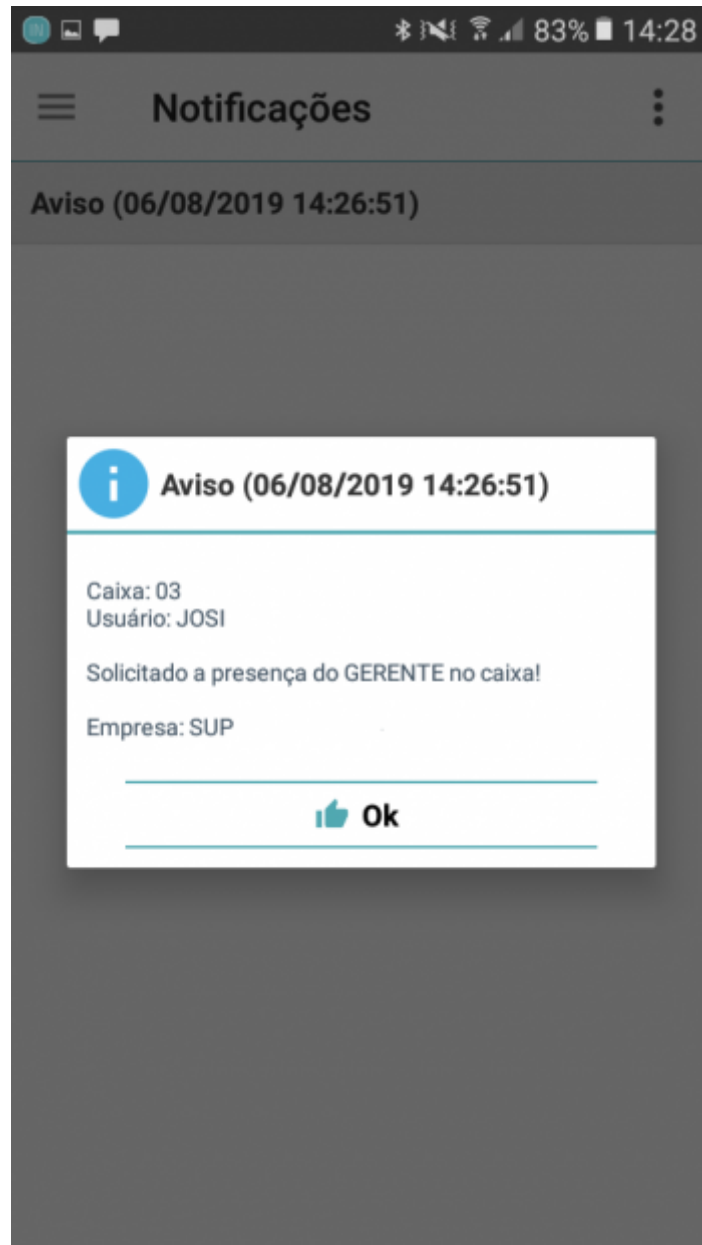 IN 83% 14:28
Notificações
Aviso (06/08/2019 14:26:51)
Aviso (06/08/2019 14:26:51)
Caixa: 03
Usuário: JOSI
Solicitado a presença do GERENTE no caixa!
Empresa: SUP
Ok